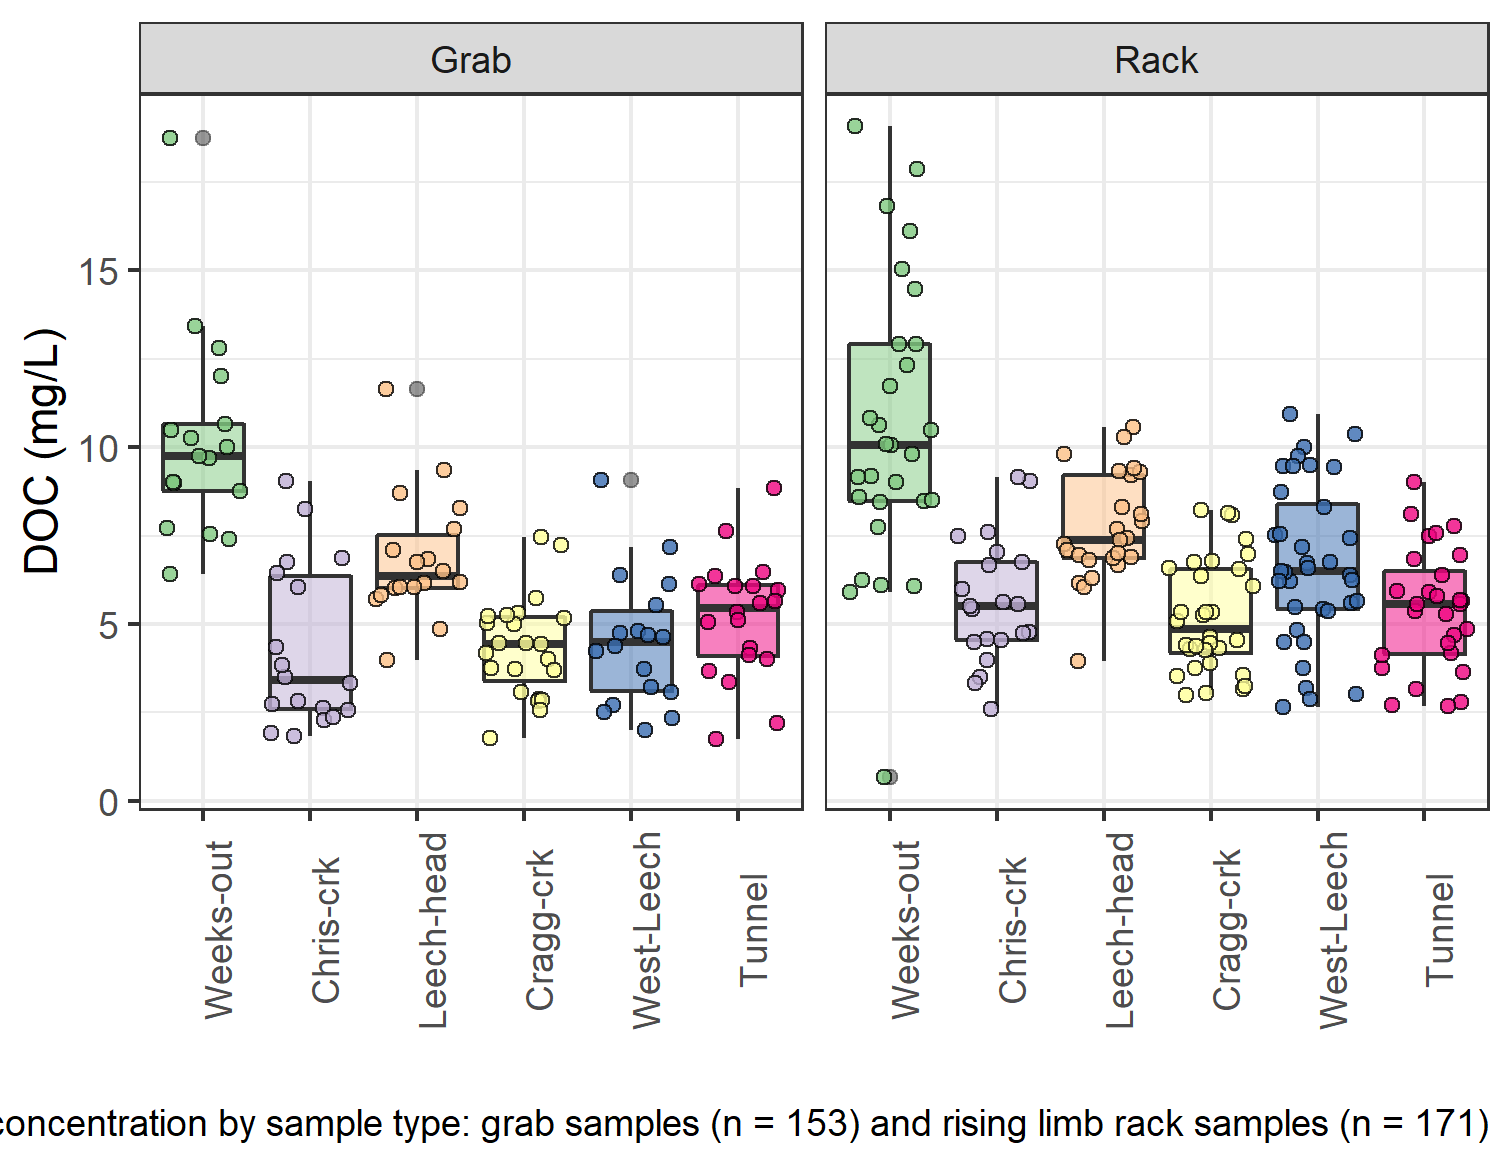 Grab
Rack
DOC (mg/L)
15
10
5
0
Weeks-out
Chris-crk
Leech-head
Cragg-crk
West-Leech
Tunnel
Weeks-out
Chris-crk
Leech-head
Cragg-crk
West-Leech
Tunnel
concentration by sample type: grab samples (n = 153) and rising limb rack samples (n = 171)